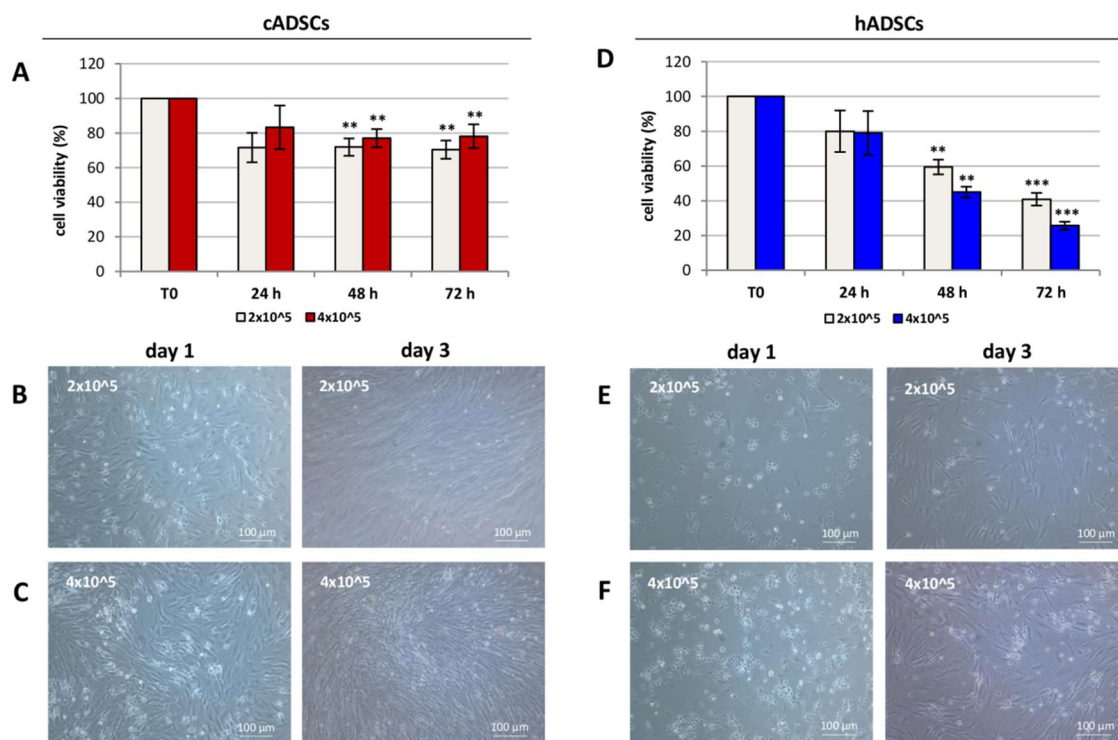 cADSCs
A
cell viability (%)
120
100
80
60
40
20
0
** ** ** **
T0 24 h 48 h 72 h
2x10^5 4x10^5
day 1 day 3
B
2x10^5
100 µm
100 µm
C
4x10^5
100 µm
4x10^5
100 µm
hADSCs
D
cell viability (%)
120
100
80
60
40
20
0
** ** *** ***
T0 24 h 48 h 72 h
2x10^5 4x10^5
day 1 day 3
E
2x10^5
100 µm
2x10^5
100 µm
F
4x10^5
100 µm
4x10^5
100 µm